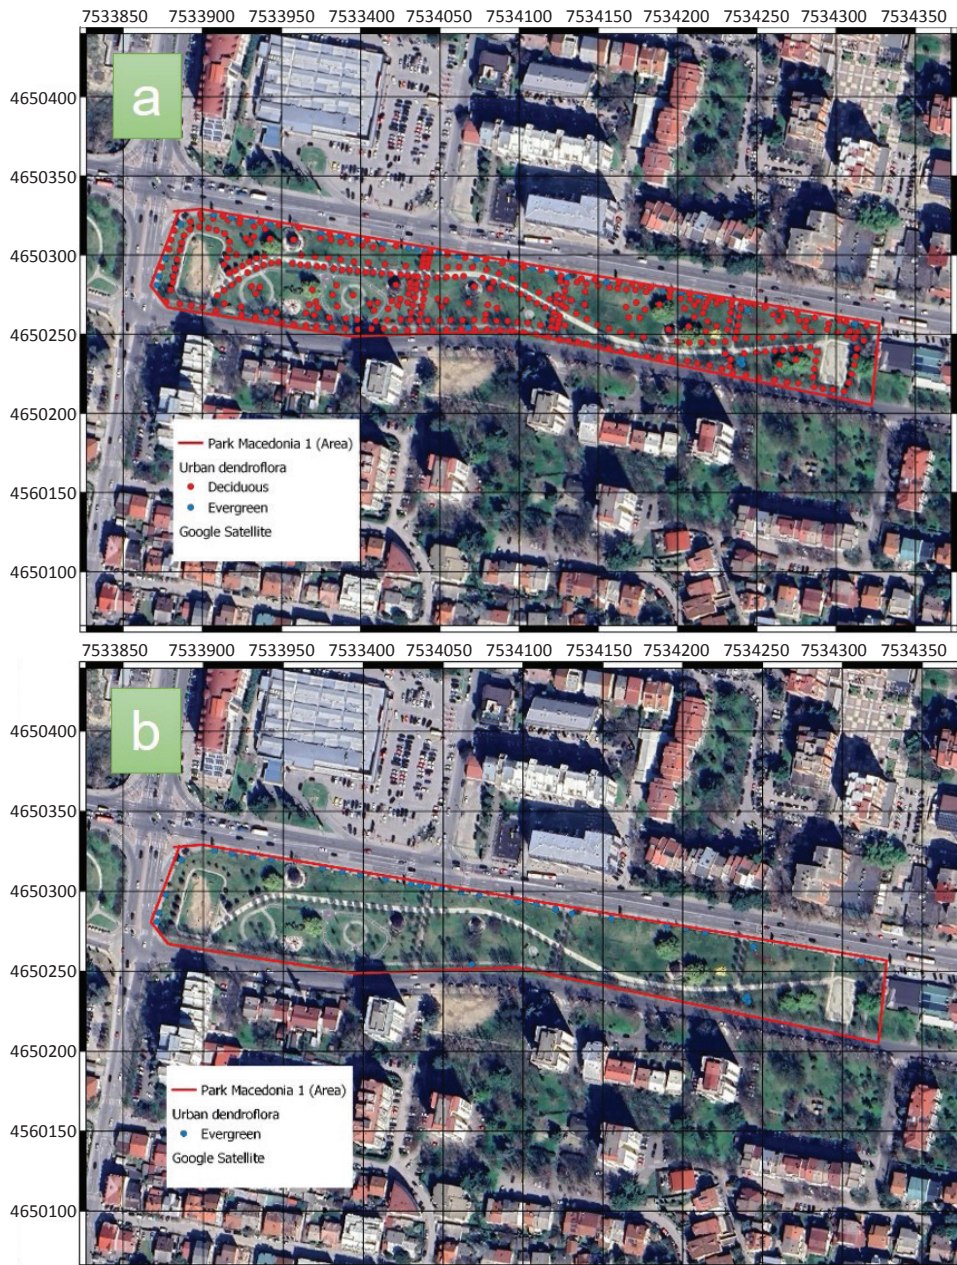 7533850 7533900 7533950 7534000 7534050 7534100 7534150 7534200 7534250 7534300 7534350
a
4650400
4650350
4650300
4650250
4650200
4560150
4650100
Park Macedonia 1 (Area)
Urban dendroflora
Deciduous
Evergreen
Google Satellite
7533850 7533900 7533950 7533400 7534050 7534100 7534150 7534200 7534250 7534300 7534350
b
4650400
4650350
4650300
4650250
4650200
4560150
4650100
Park Macedonia 1 (Area)
Urban dendroflora
Evergreen
Google Satellite